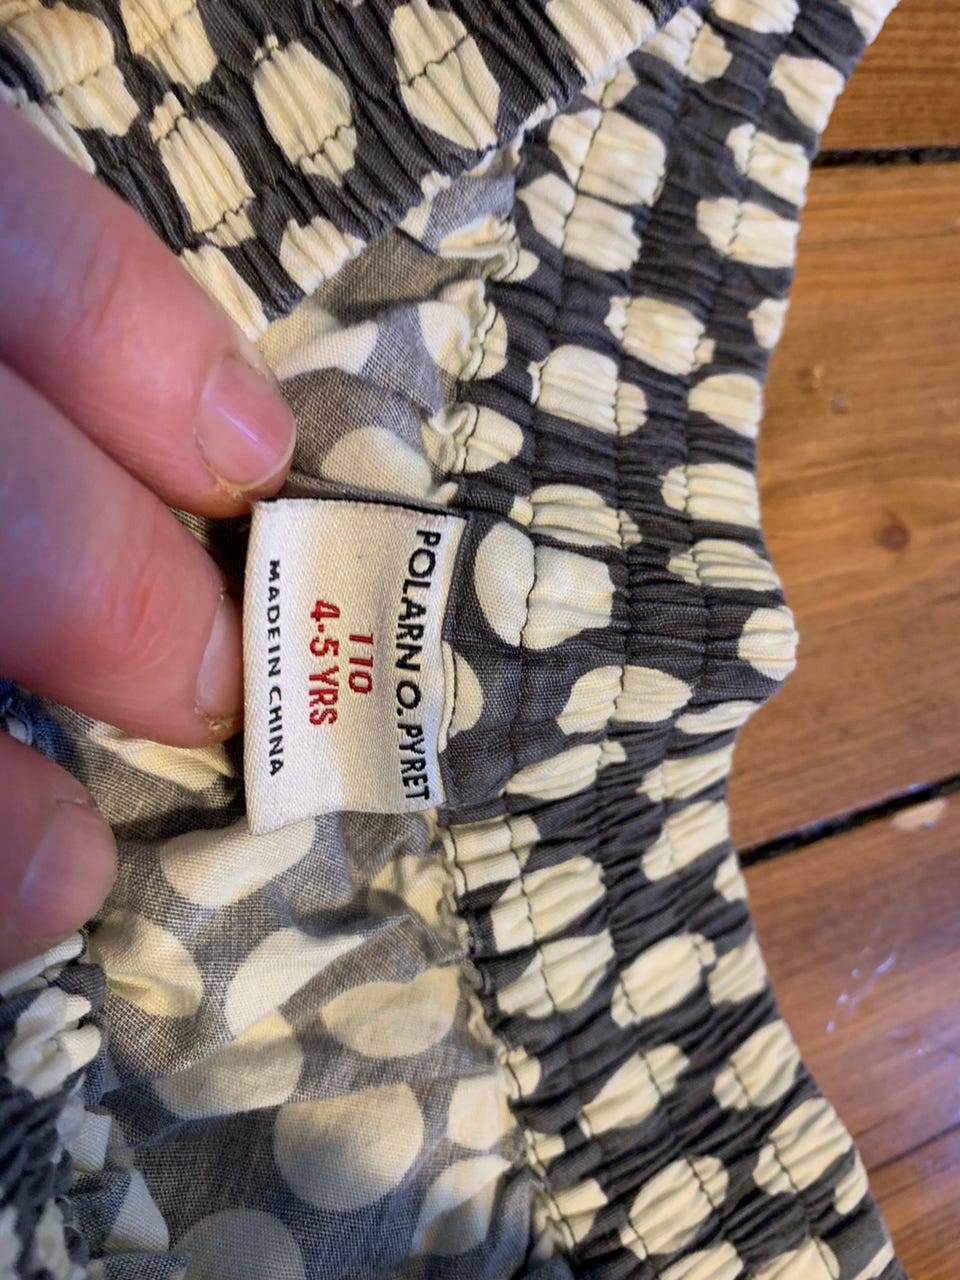 POLARN O. PYRET
110
4-5 YRS
MADE IN CHINA